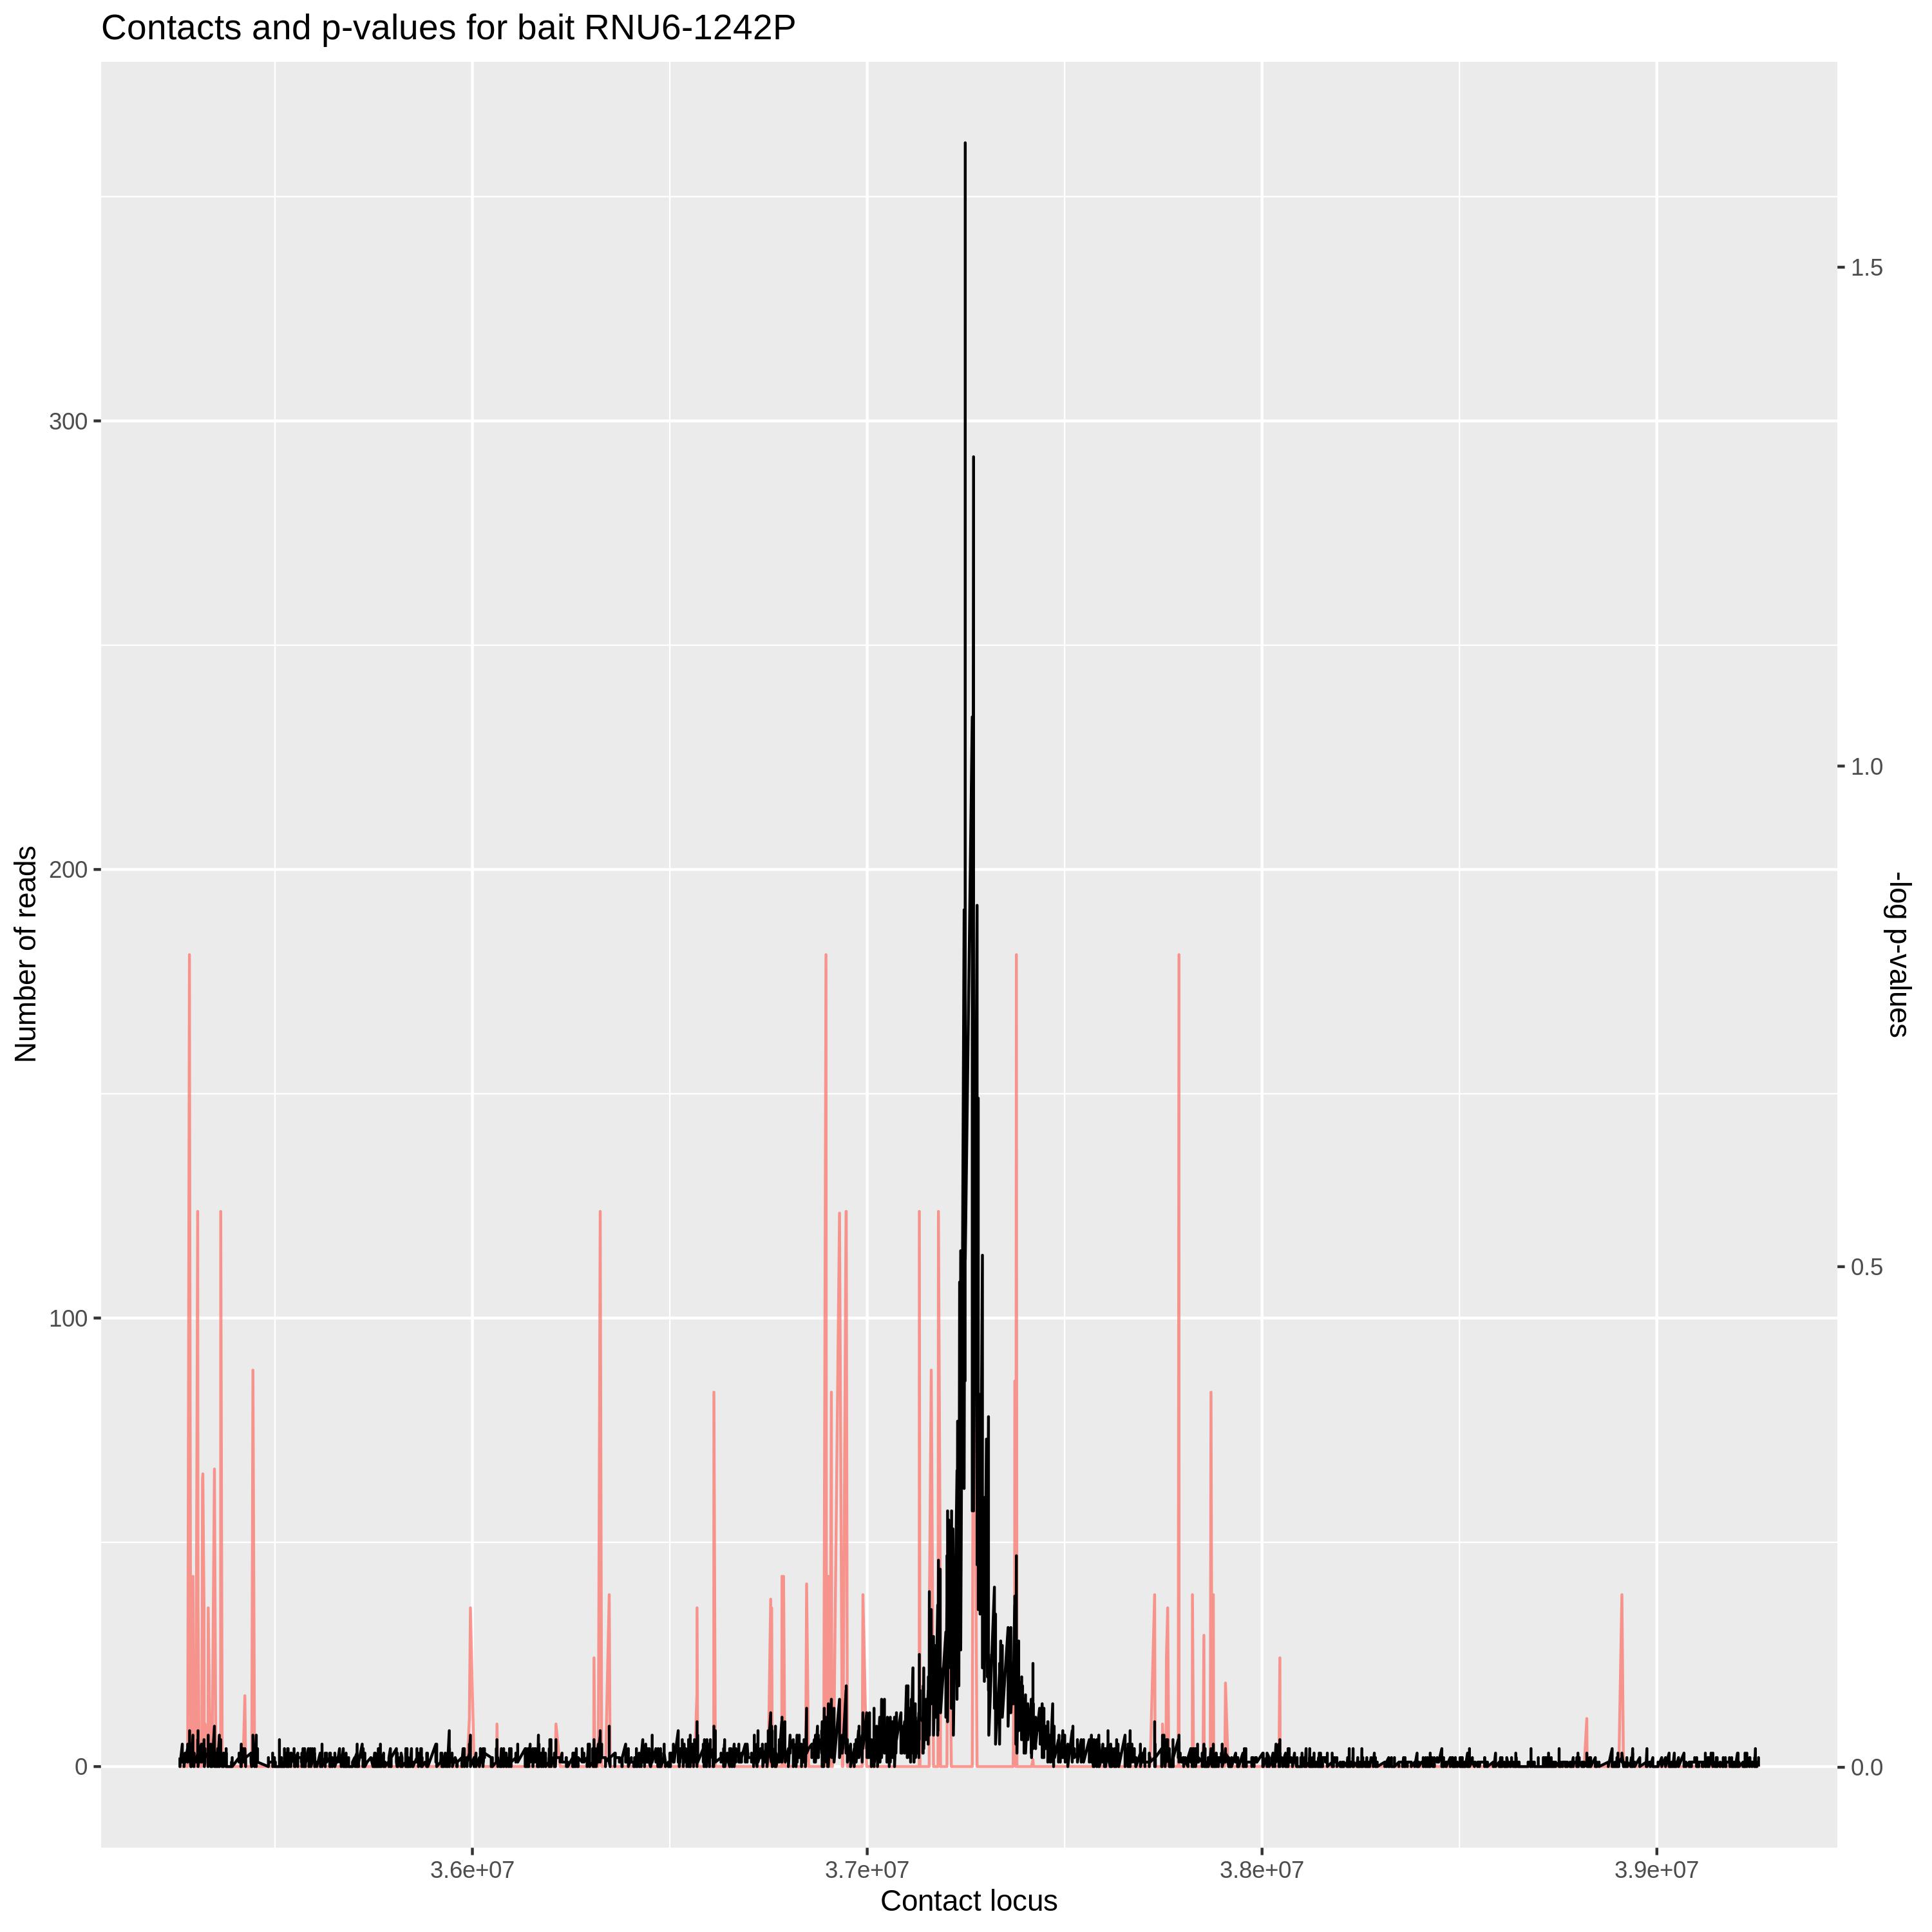 Contacts and p-values for bait RNU6-1242P
Number of reads
300
200
100
0
1.5
1.0
0.5
0.0
-log p-values
3.6e+07
3.7e+07
3.8e+07
3.9e+07
Contact locus